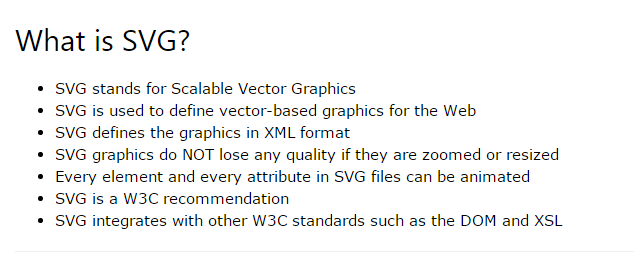 What is SVG?
SVG stands for Scalable Vector Graphics
SVG is used to define vector-based graphics for the Web
SVG defines the graphics in XML format
SVG graphics do NOT lose any quality if they are zoomed or resized
Every element and every attribute in SVG files can be animated
SVG is a W3C recommendation
SVG integrates with other W3C standards such as the DOM and XSL